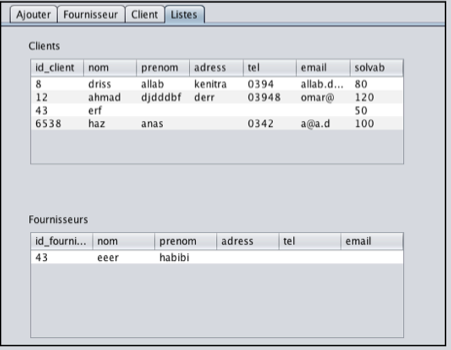 Ajouter Fournisseur Client Listes
Clients
id_client nom prenom adress tel email solvab
8 driss allab kenitra 0394 allab.d... 80
12 ahmad djdddbf derr 03948 omar@ 120
43 erf 50
6538 haz anas 0342 a@a.d 100
Fournisseurs
id_fourni... nom prenom adress tel email
43 eeer habibi